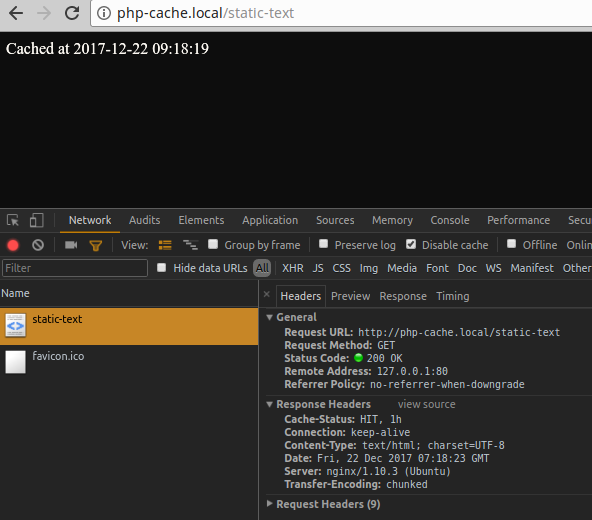 php-cache.local/static-text
Cached at 2017-12-22 09:18:19
Network Audits Elements Application Sources Memory Console Performance Secu
View: Group by frame Preserve log Disable cache Offline Onlin
Filter Hide data URLs All XHR JS CSS Img Media Font Doc WS Manifest Other
Name
static-text
favicon.ico
× Headers Preview Response Timing
General
Request URL: http://php-cache.local/static-text
Request Method: GET
Status Code: 200 OK
Remote Address: 127.0.0.1:80
Referrer Policy: no-referrer-when-downgrade
Response Headers view source
Cache-Status: HIT, 1h
Connection: keep-alive
Content-Type: text/html; charset=UTF-8
Date: Fri, 22 Dec 2017 07:18:23 GMT
Server: nginx/1.10.3 (Ubuntu)
Transfer-Encoding: chunked
Request Headers (9)